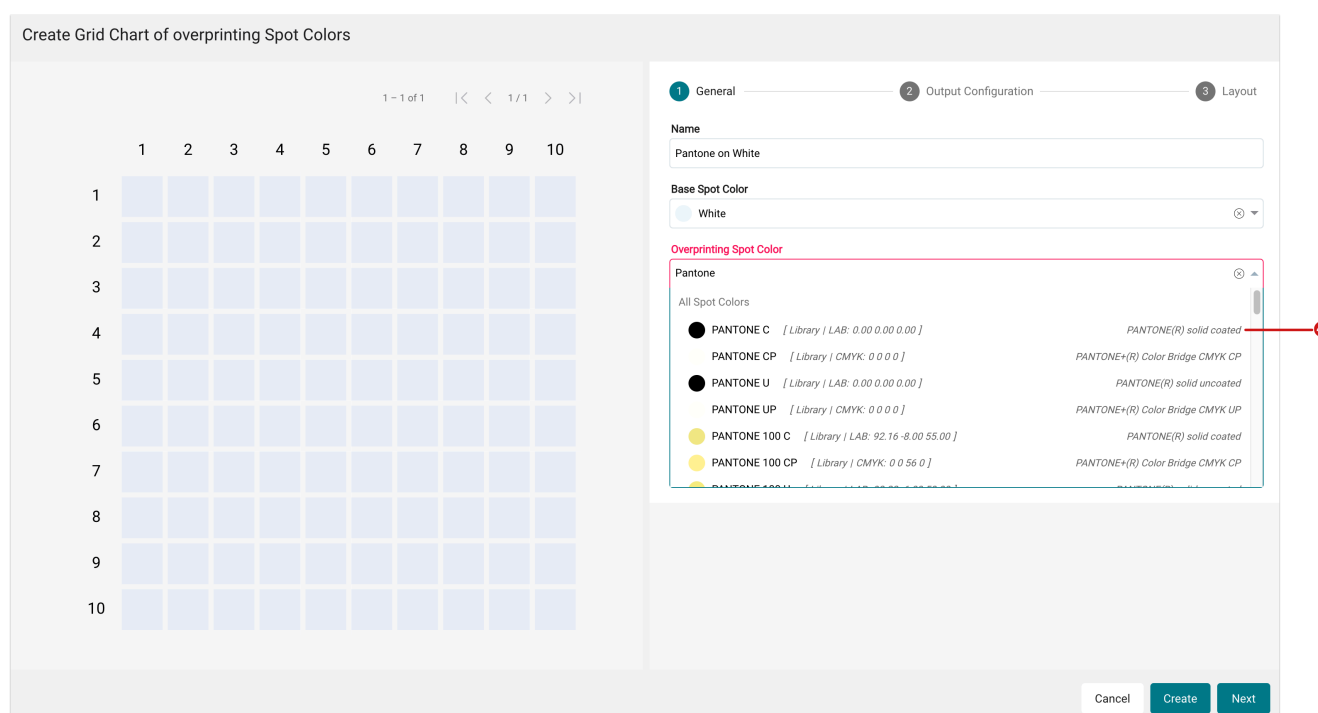 Create Grid Chart of overprinting Spot Colors
1 – 1 of 1 |< < 1 / 1 > >|
1 2 3 4 5 6 7 8 9 10
1
2
3
4
5
6
7
8
9
10
1 General 2 Output Configuration 3 Layout
Name
Pantone on White
Base Spot Color
White
Overprinting Spot Color
Pantone
All Spot Colors
PANTONE C [ Library | LAB: 0.00 0.00 0.00 ] PANTONE(R) solid coated
PANTONE CP [ Library | CMYK: 0 0 0 0 ] PANTONE+(R) Color Bridge CMYK CP
PANTONE U [ Library | LAB: 0.00 0.00 0.00 ] PANTONE(R) solid uncoated
PANTONE UP [ Library | CMYK: 0 0 0 0 ] PANTONE+(R) Color Bridge CMYK UP
PANTONE 100 C [ Library | LAB: 92.16 -8.00 55.00 ] PANTONE(R) solid coated
PANTONE 100 CP [ Library | CMYK: 0 0 56 0 ] PANTONE+(R) Color Bridge CMYK CP
Cancel Create Next